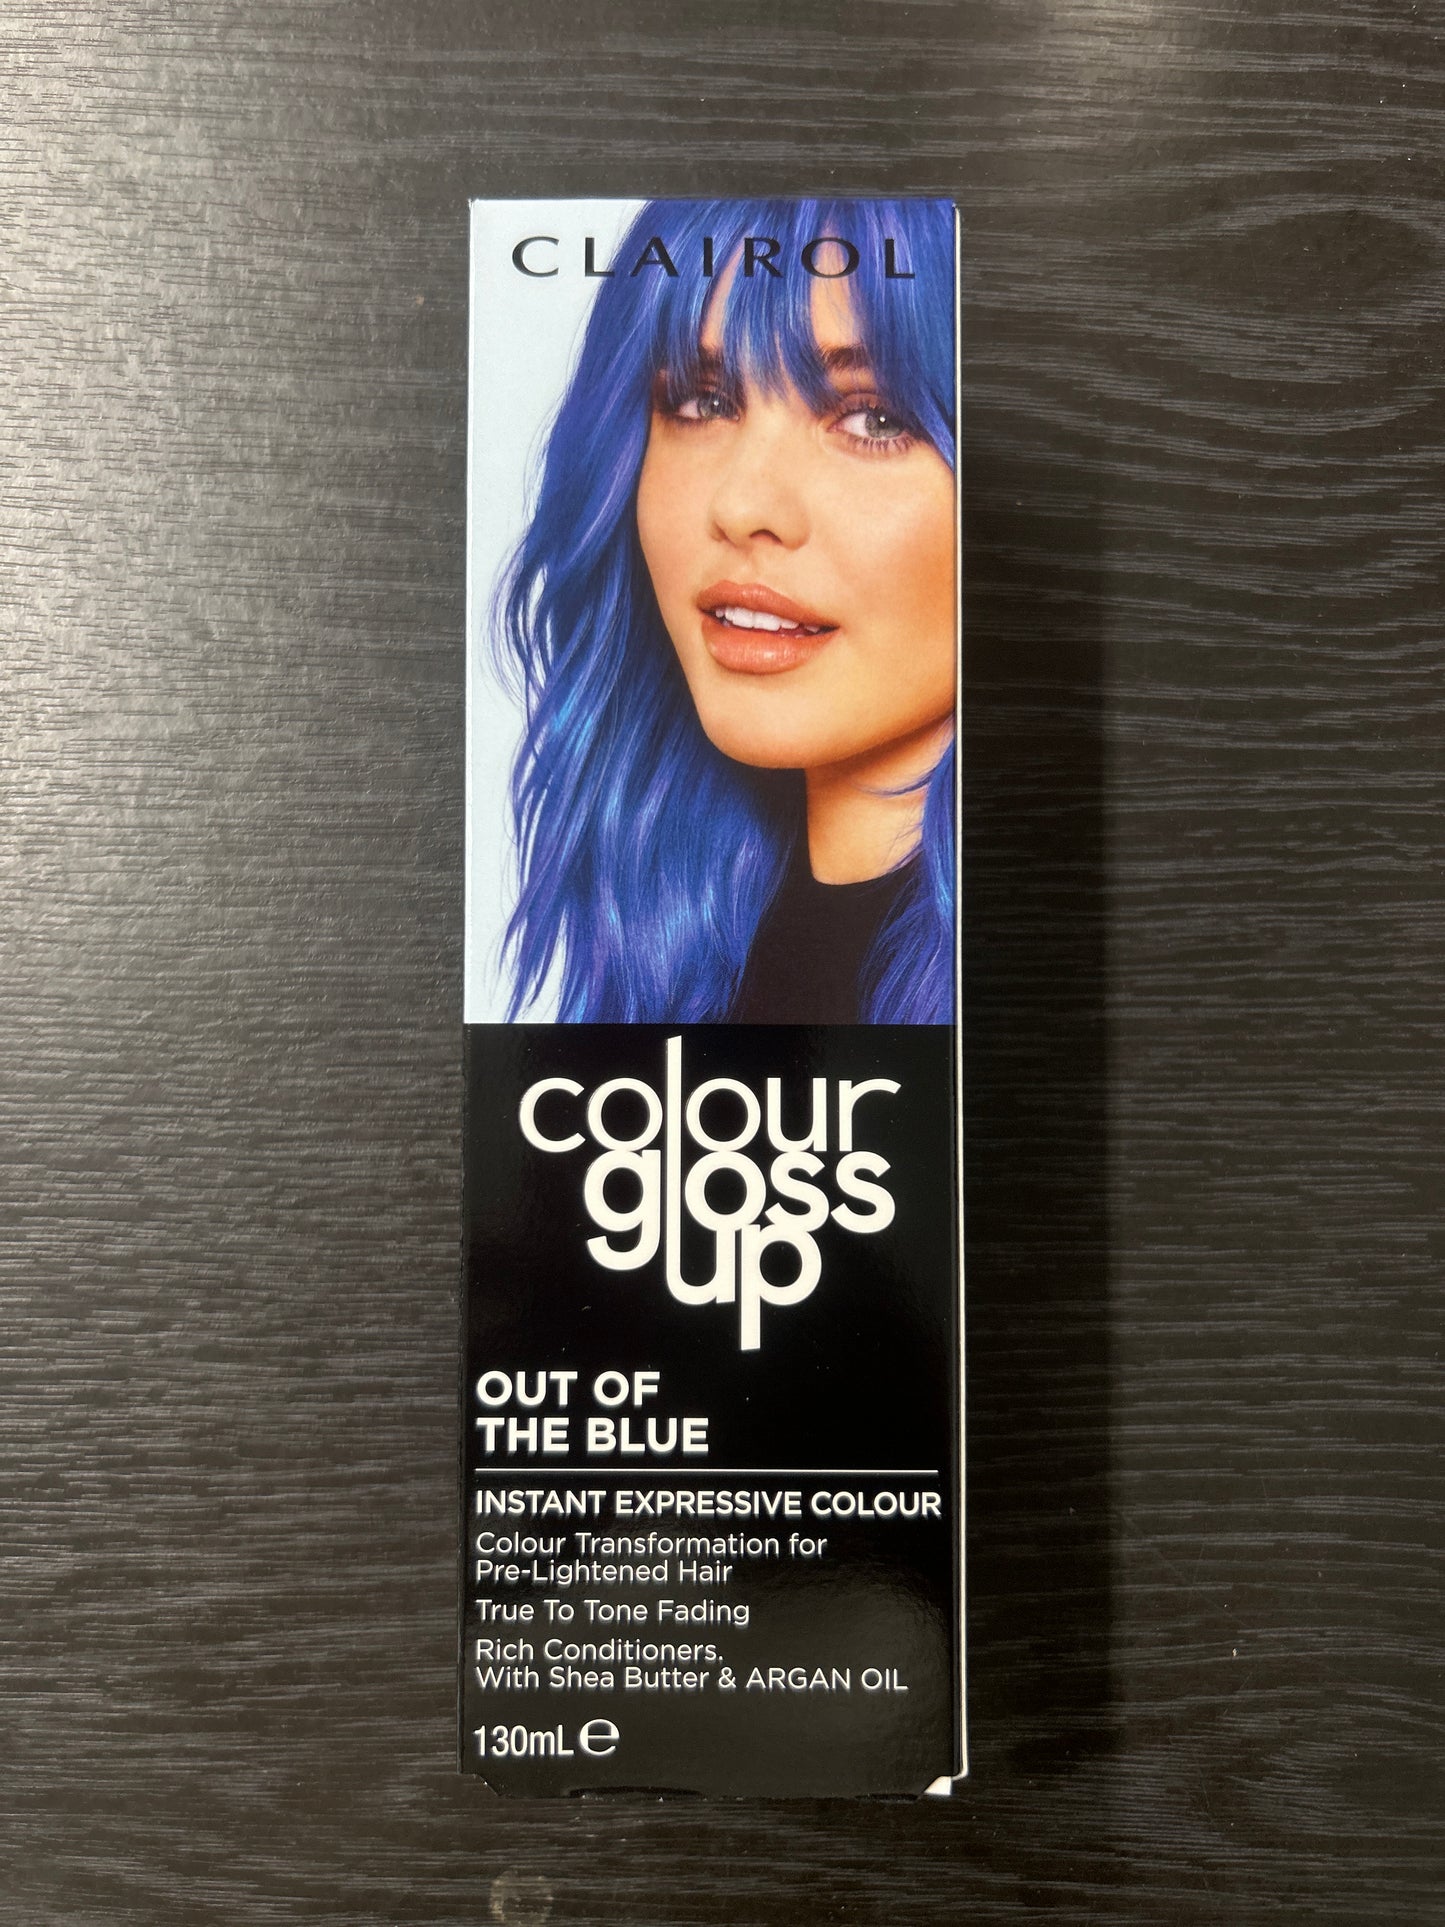 CLAIROL
colour
gloss
up
OUT OF
THE BLUE
INSTANT EXPRESSIVE COLOUR
Colour Transformation for
Pre-Lightened Hair
True To Tone Fading
Rich Conditioners.
With Shea Butter & ARGAN OIL
130mL ℮